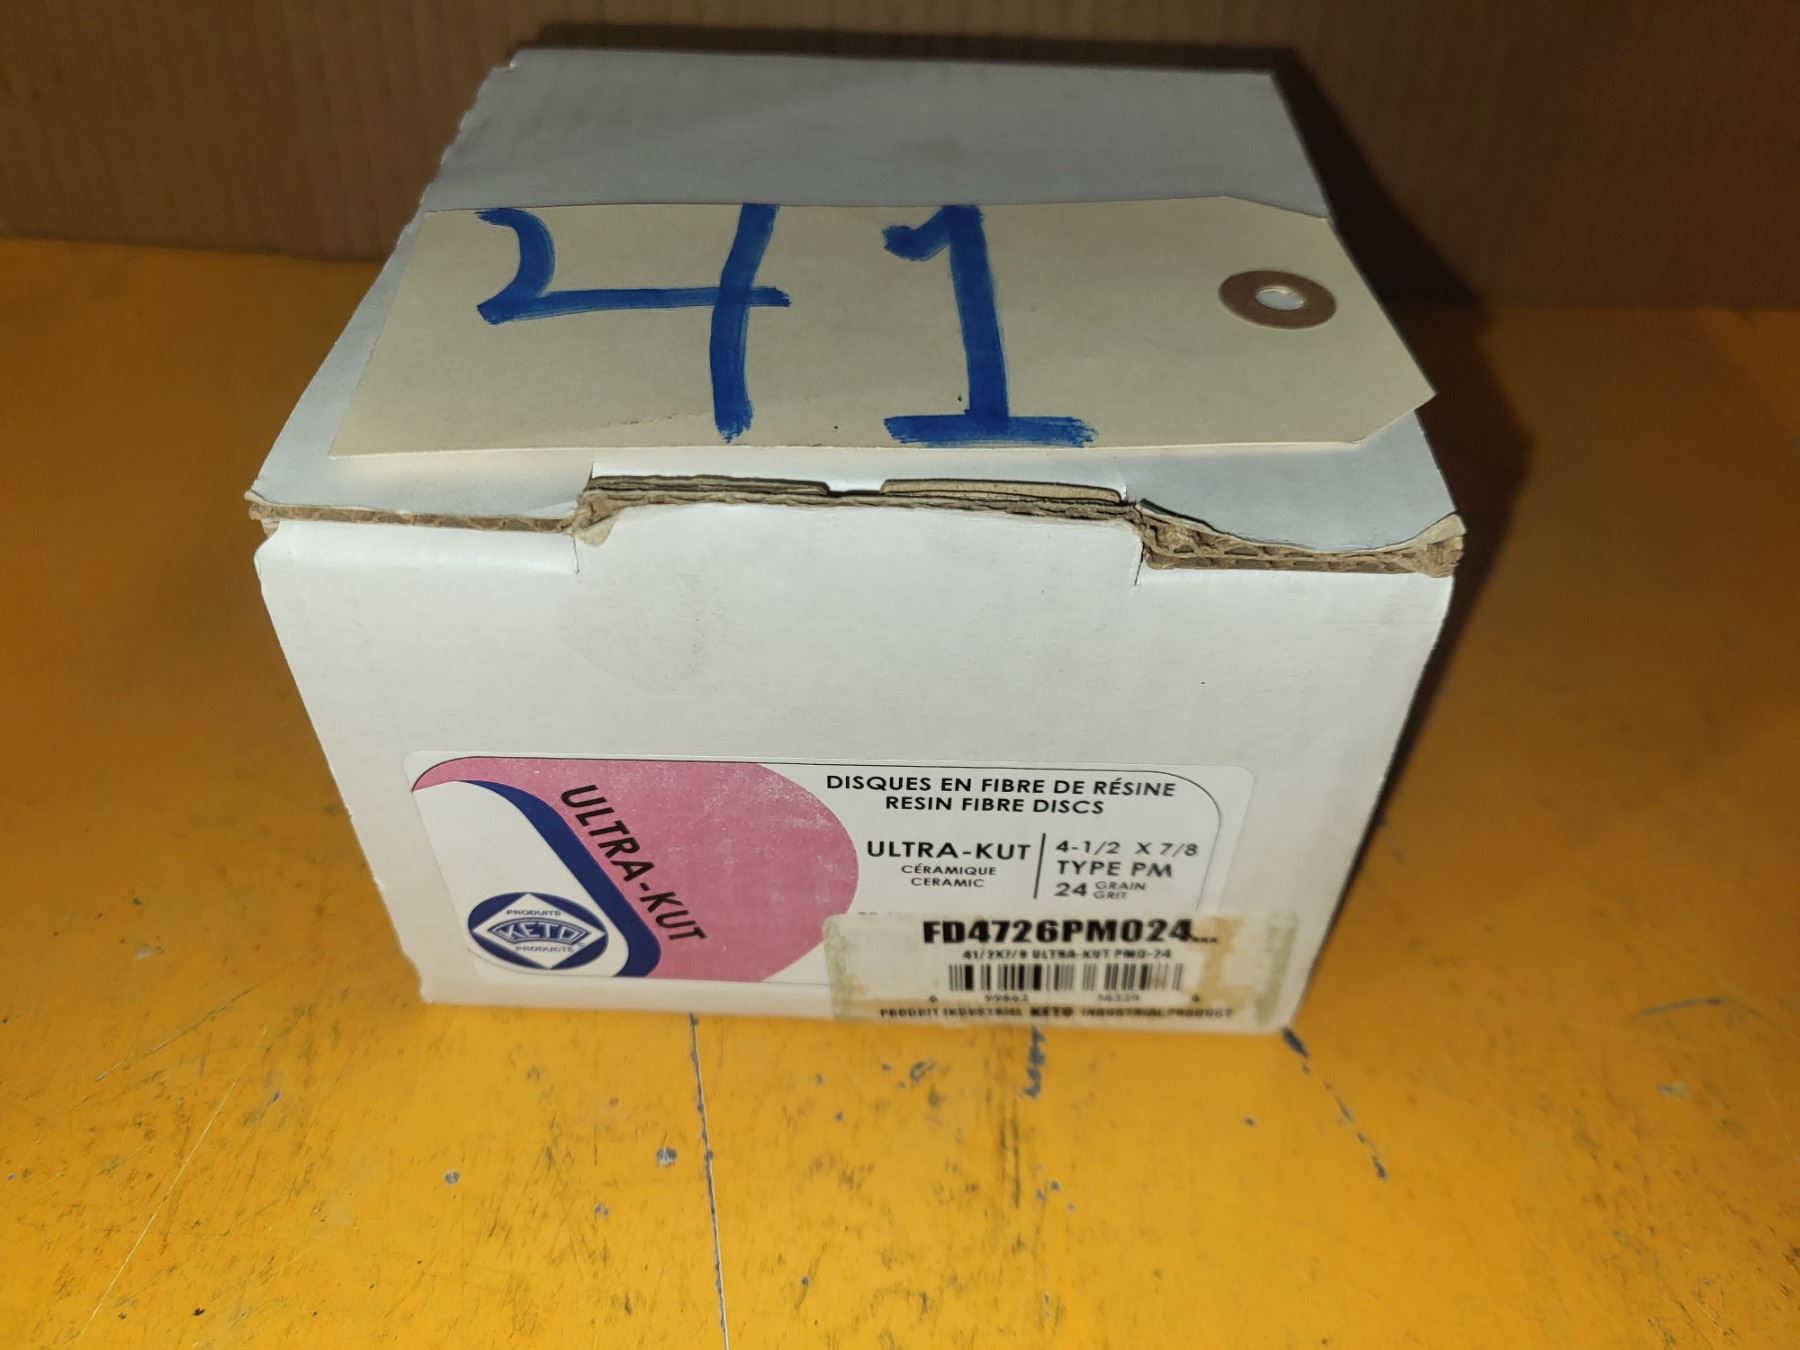 41
DISQUES EN FIBRE DE RÉSINE
RESIN FIBRE DISCS
ULTRA-KUT
CÉRAMIQUE
CERAMIC
4-1/2 X 7/8
TYPE PM
24 GRAIN
GRIT
ULTRA-KUT
PRODUITS
KETO
PRODUCTS
FD4726PM024
41/2X7/8 ULTRA-KUT PMO-24
PRODUIT INDUSTRIEL KETO INDUSTRIAL PRODUCT